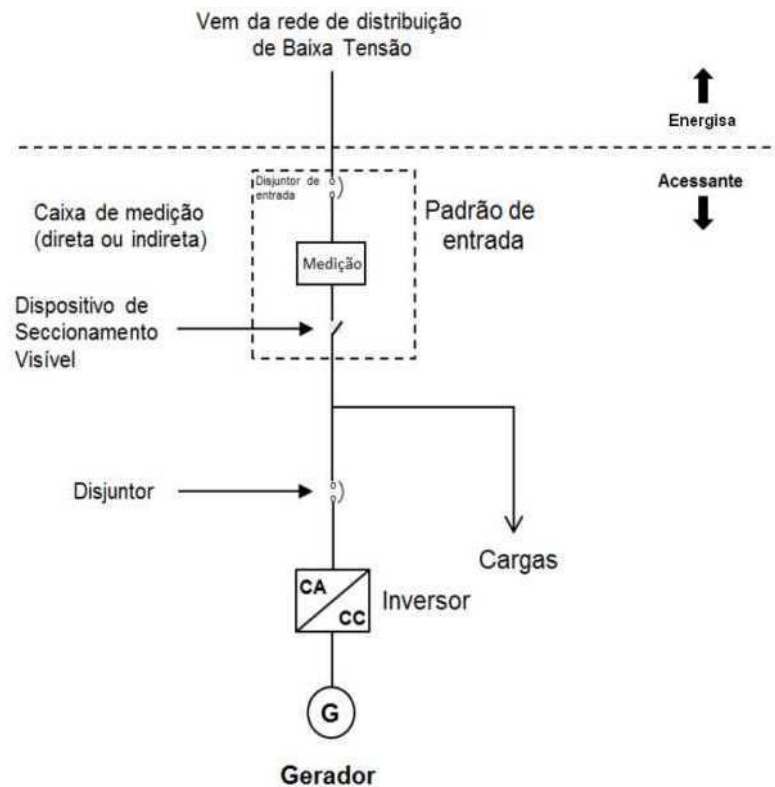 Vem da rede de distribuição
de Baixa Tensão
Energisa
Acessante
Disjuntor de
entrada
Padrão de
entrada
Caixa de medição
(direta ou indireta)
Medição
Dispositivo de
Seccionamento
Visível
Disjuntor
Cargas
CA
CC
Inversor
G
Gerador